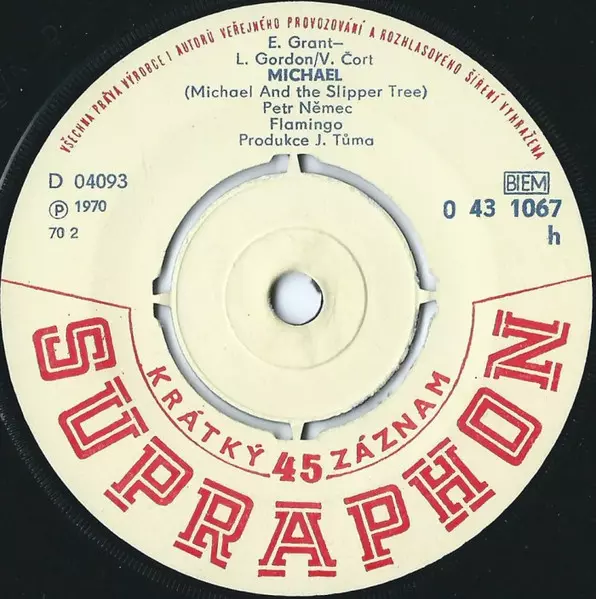 VŠECHNA PRÁVA VÝROBCE I AUTORŮ VEŘEJNÉHO PROVOZOVÁNÍ A ROZHLASOVÉHO ŠÍŘENÍ VYHRAŽENA
E. Grant–
L. Gordon/V. Čort
MICHAEL
(Michael And the Slipper Tree)
Petr Němec
Flamingo
Produkce J. Tůma
D 04093
Ⓟ 1970
70 2
BIEM
0 43 1067
h
KRÁTKÝ 45 ZÁZNAM
SUPRAPHON